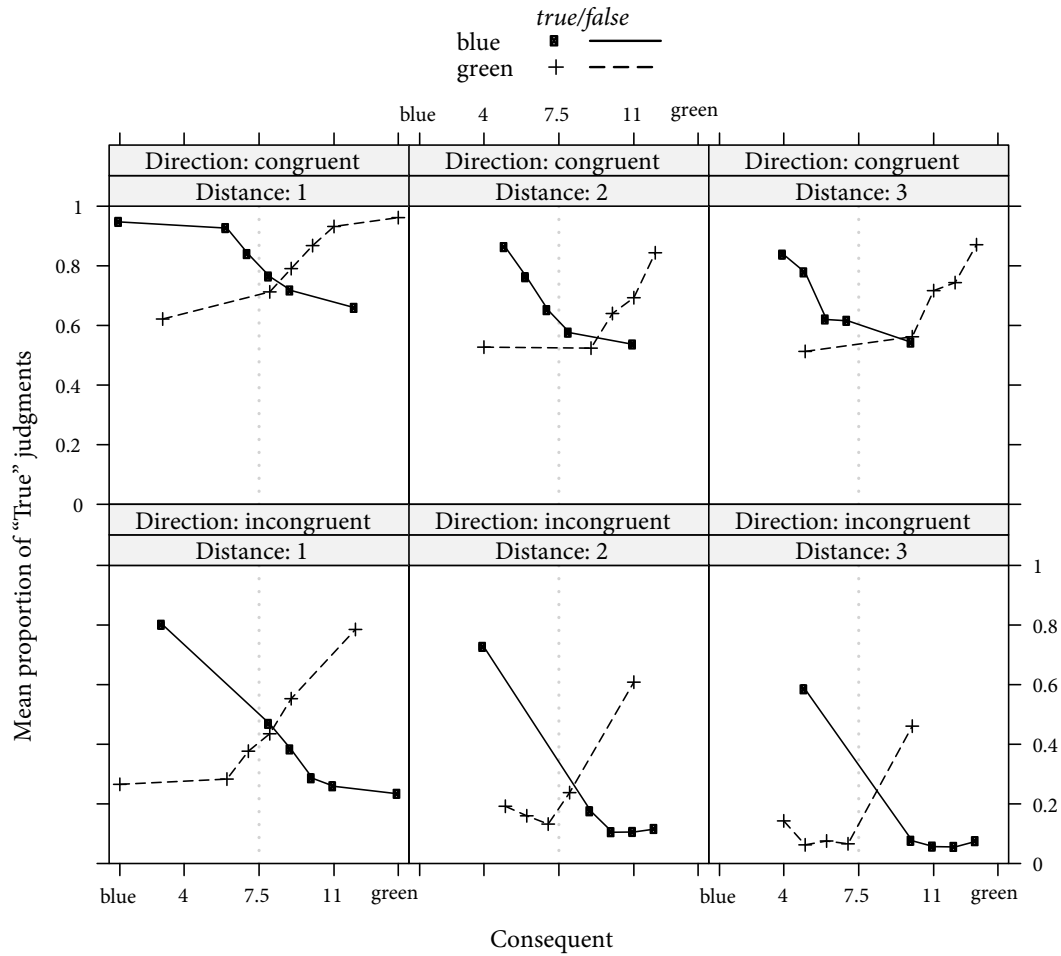 true/false
blue
green
blue 4 7.5 11 green
Direction: congruent Direction: congruent Direction: congruent
Distance: 1 Distance: 2 Distance: 3
1
0.8
0.6
0.4
0.2
0
Mean proportion of “True” judgments
Direction: incongruent Direction: incongruent Direction: incongruent
Distance: 1 Distance: 2 Distance: 3
1
0.8
0.6
0.4
0.2
0
blue 4 7.5 11 green blue 4 7.5 11 green
Consequent